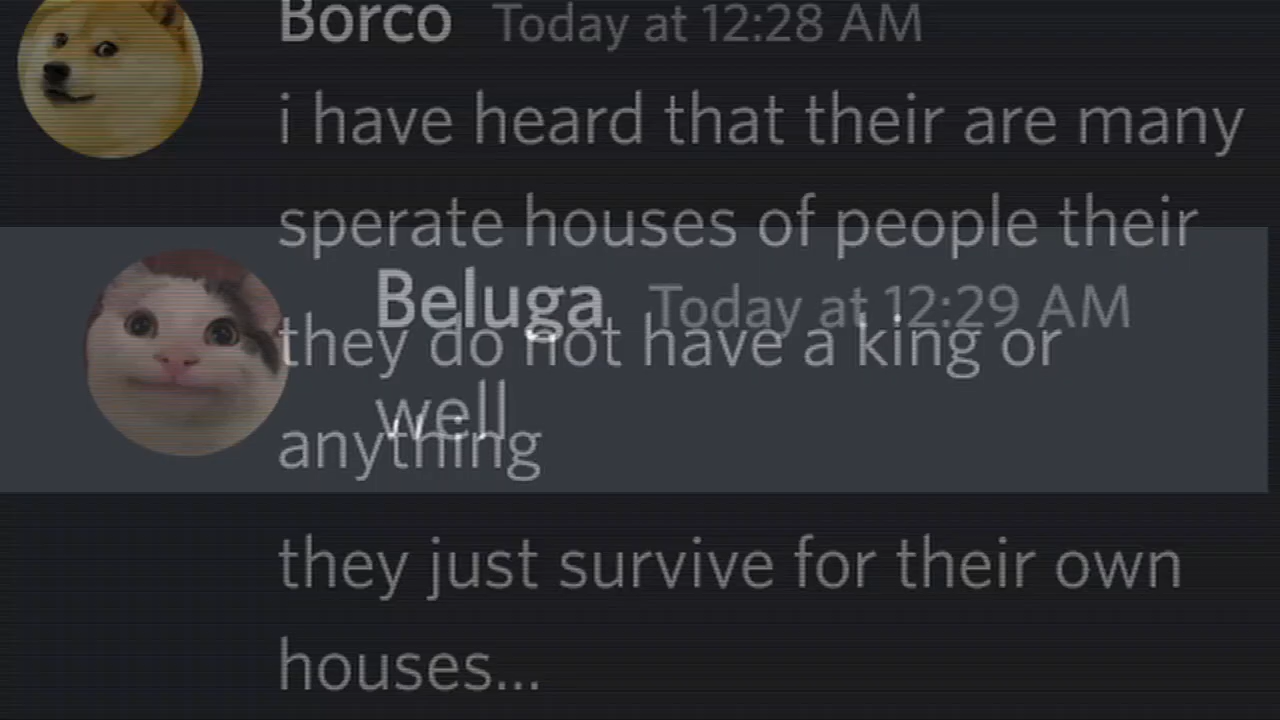 Borco Today at 12:28 AM
i have heard that their are many
sperate houses of people their
Beluga Today at 12:29 AM
they do not have a king or
well
anything
they just survive for their own
houses...